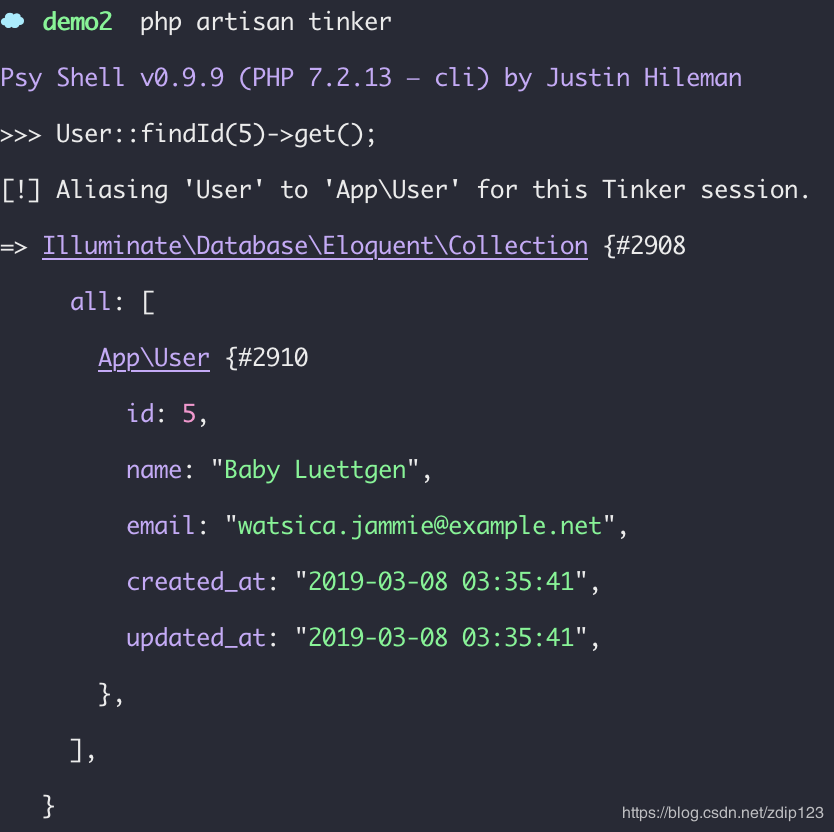 demo2 php artisan tinker
Psy Shell v0.9.9 (PHP 7.2.13 — cli) by Justin Hileman
>>> User::findId(5)->get();
[!] Aliasing 'User' to 'App\User' for this Tinker session.
=> Illuminate\Database\Eloquent\Collection {#2908
all: [
App\User {#2910
id: 5,
name: "Baby Luettgen",
email: "watsica.jammie@example.net",
created_at: "2019-03-08 03:35:41",
updated_at: "2019-03-08 03:35:41",
},
],
}
https://blog.csdn.net/zdip123